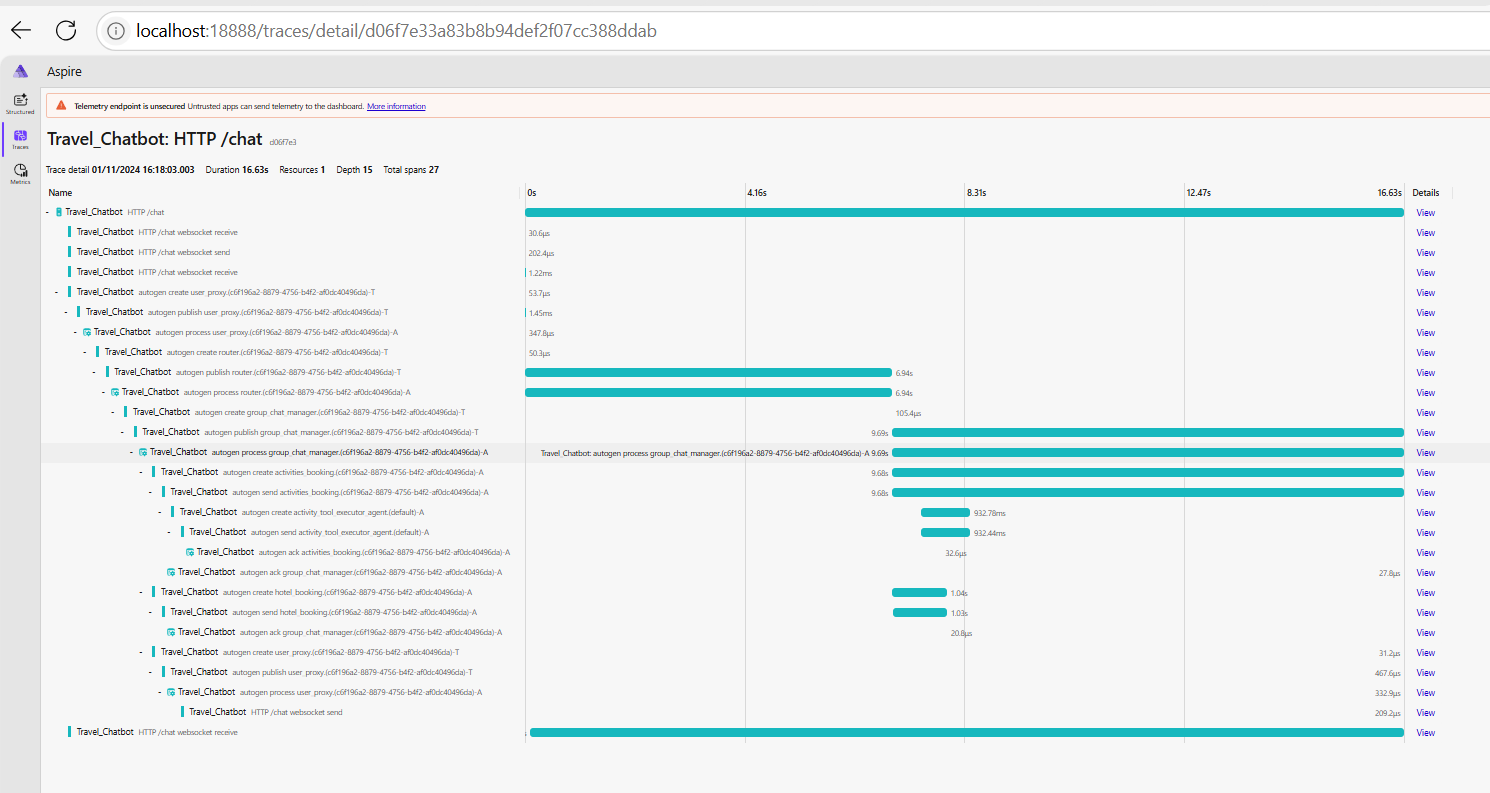 localhost:18888/traces/detail/d06f7e33a83b8b94def2f07cc388ddab
Aspire
Structured
Traces
Metrics
Telemetry endpoint is unsecured Untrusted apps can send telemetry to the dashboard. More information
Travel_Chatbot: HTTP /chat d06f7e3
Trace detail 01/11/2024 16:18:03.003 Duration 16.63s Resources 1 Depth 15 Total spans 27
Name 0s 4.16s 8.31s 12.47s 16.63s Details
Travel_Chatbot HTTP /chat View
Travel_Chatbot HTTP /chat websocket receive 30.6µs View
Travel_Chatbot HTTP /chat websocket send 202.4µs View
Travel_Chatbot HTTP /chat websocket receive 1.22ms View
Travel_Chatbot autogen create user_proxy.(c6f196a2-8879-4756-b4f2-af0dc40496da)-T 53.7µs View
Travel_Chatbot autogen publish user_proxy.(c6f196a2-8879-4756-b4f2-af0dc40496da)-T 1.45ms View
Travel_Chatbot autogen process user_proxy.(c6f196a2-8879-4756-b4f2-af0dc40496da)-A 347.8µs View
Travel_Chatbot autogen create router.(c6f196a2-8879-4756-b4f2-af0dc40496da)-T 50.3µs View
Travel_Chatbot autogen publish router.(c6f196a2-8879-4756-b4f2-af0dc40496da)-T 6.94s View
Travel_Chatbot autogen process router.(c6f196a2-8879-4756-b4f2-af0dc40496da)-A 6.94s View
Travel_Chatbot autogen create group_chat_manager.(c6f196a2-8879-4756-b4f2-af0dc40496da)-T 105.4µs View
Travel_Chatbot autogen publish group_chat_manager.(c6f196a2-8879-4756-b4f2-af0dc40496da)-T 9.69s View
Travel_Chatbot autogen process group_chat_manager.(c6f196a2-8879-4756-b4f2-af0dc40496da)-A Travel_Chatbot: autogen process group_chat_manager.(c6f196a2-8879-4756-b4f2-af0dc40496da)-A 9.69s View
Travel_Chatbot autogen create activities_booking.(c6f196a2-8879-4756-b4f2-af0dc40496da)-A 9.68s View
Travel_Chatbot autogen send activities_booking.(c6f196a2-8879-4756-b4f2-af0dc40496da)-A 9.68s View
Travel_Chatbot autogen create activity_tool_executor_agent.(default)-A 932.78ms View
Travel_Chatbot autogen send activity_tool_executor_agent.(default)-A 932.44ms View
Travel_Chatbot autogen ack activities_booking.(c6f196a2-8879-4756-b4f2-af0dc40496da)-A 32.6µs View
Travel_Chatbot autogen ack group_chat_manager.(c6f196a2-8879-4756-b4f2-af0dc40496da)-A 27.8µs View
Travel_Chatbot autogen create hotel_booking.(c6f196a2-8879-4756-b4f2-af0dc40496da)-A 1.04s View
Travel_Chatbot autogen send hotel_booking.(c6f196a2-8879-4756-b4f2-af0dc40496da)-A 1.03s View
Travel_Chatbot autogen ack group_chat_manager.(c6f196a2-8879-4756-b4f2-af0dc40496da)-A 20.8µs View
Travel_Chatbot autogen create user_proxy.(c6f196a2-8879-4756-b4f2-af0dc40496da)-T 31.2µs View
Travel_Chatbot autogen publish user_proxy.(c6f196a2-8879-4756-b4f2-af0dc40496da)-T 467.6µs View
Travel_Chatbot autogen process user_proxy.(c6f196a2-8879-4756-b4f2-af0dc40496da)-A 332.9µs View
Travel_Chatbot HTTP /chat websocket send 209.2µs View
Travel_Chatbot HTTP /chat websocket receive View